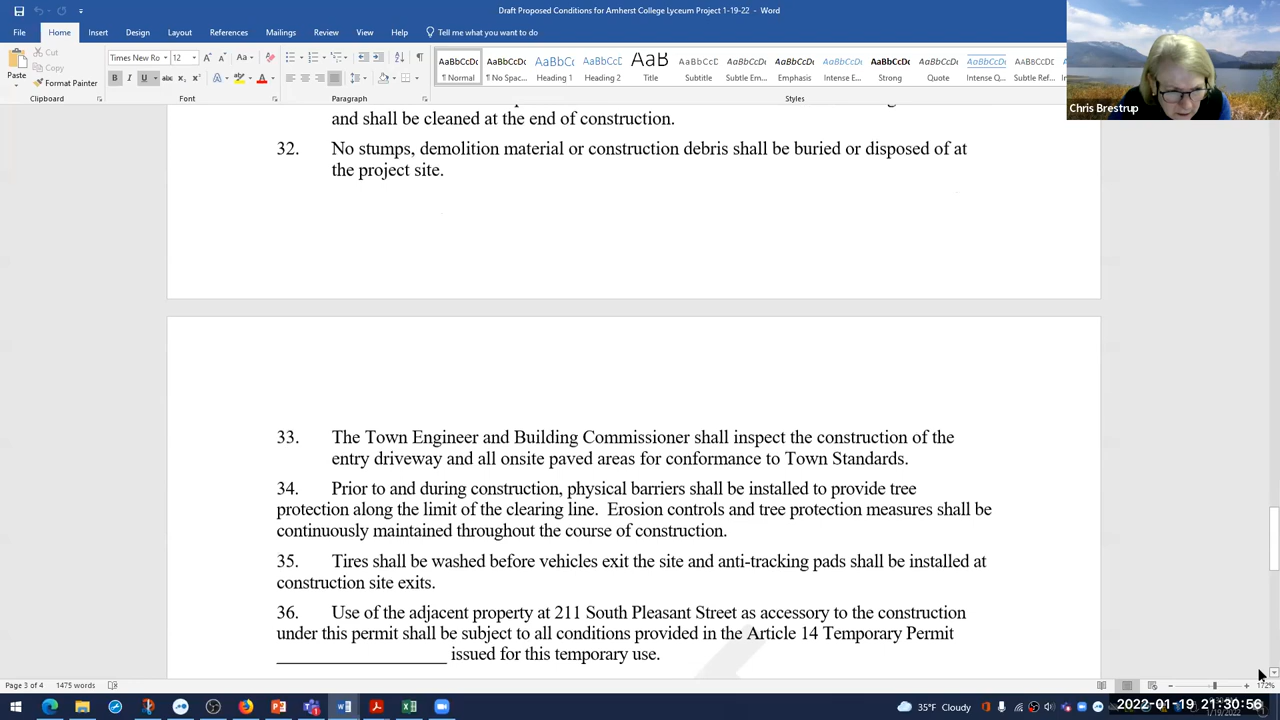 Draft Proposed Conditions for Amherst College Lyceum Project 1-19-22 - Word
File Home Insert Design Layout References Mailings Review View Help Tell me what you want to do
Cut
Copy
Paste
Format Painter
Times New Ro 12
AaBbCcDc AaBbCcDc AaBbCc AaBbCcC AaB AaBbCcD AaBbCcDc AaBbCcDc AaBbCcDc AaBbCcDc AaBbCcDc AaBbCcDc
¶ Normal ¶ No Spac... Heading 1 Heading 2 Title Subtitle Subtle Em... Emphasis Intense E... Strong Quote Intense Q... Subtle Ref...
Clipboard Font Paragraph Styles
Chris Brestrup
and shall be cleaned at the end of construction.
32. No stumps, demolition material or construction debris shall be buried or disposed of at
the project site.
33. The Town Engineer and Building Commissioner shall inspect the construction of the
entry driveway and all onsite paved areas for conformance to Town Standards.
34. Prior to and during construction, physical barriers shall be installed to provide tree
protection along the limit of the clearing line. Erosion controls and tree protection measures shall be
continuously maintained throughout the course of construction.
35. Tires shall be washed before vehicles exit the site and anti-tracking pads shall be installed at
construction site exits.
36. Use of the adjacent property at 211 South Pleasant Street as accessory to the construction
under this permit shall be subject to all conditions provided in the Article 14 Temporary Permit
_________________ issued for this temporary use.
Page 3 of 4 1475 words
172%
35°F Cloudy
2022-01-19 21:30:56
1/19/2022